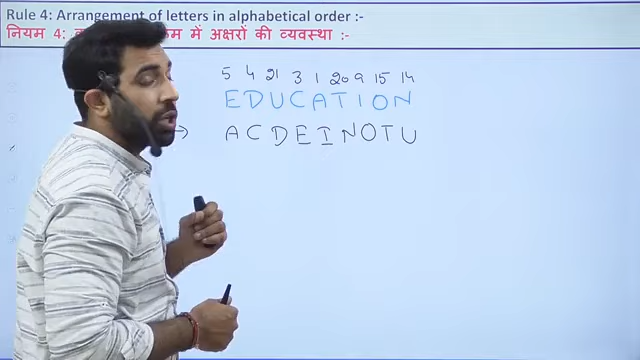 Rule 4: Arrangement of letters in alphabetical order :-
नियम 4: में अक्षरों की व्यवस्था :-
5 4 21 3 1 20 9 15 14
EDUCATION
→ A C D E I N O T U